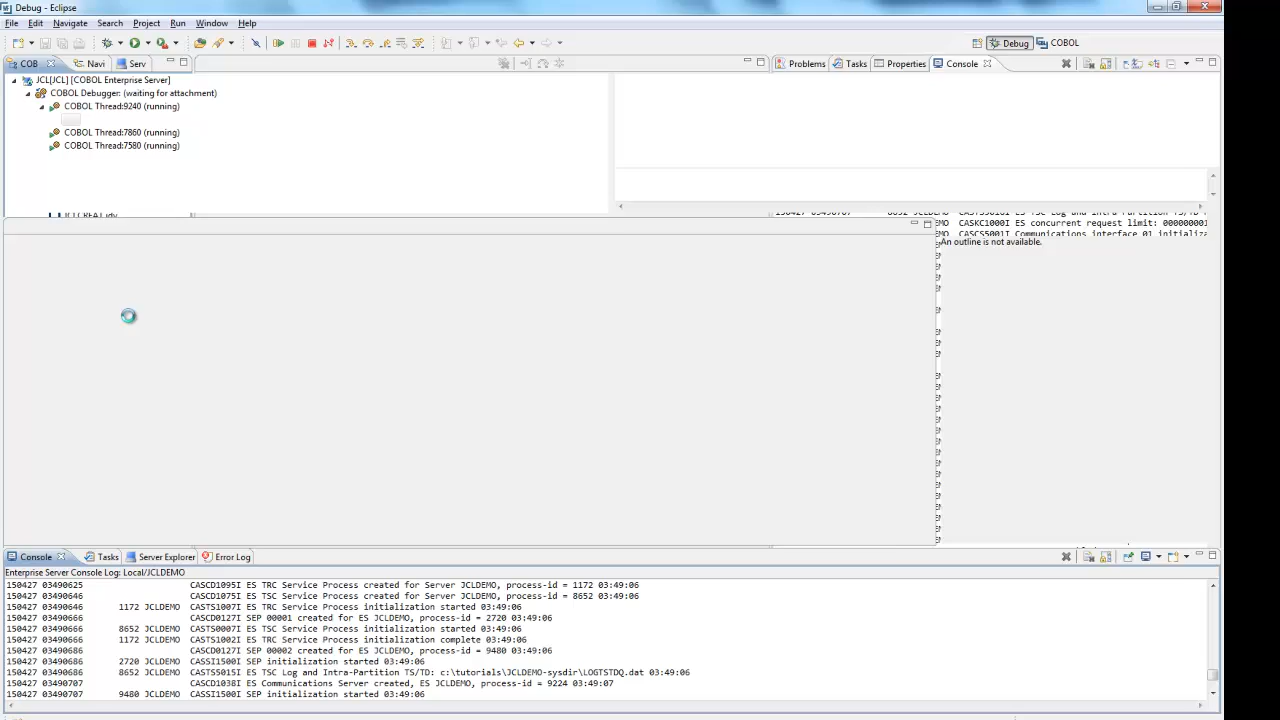 Debug - Eclipse
File Edit Navigate Search Project Run Window Help
Debug COBOL
COB Navi Serv
Problems Tasks Properties Console
JCL[JCL] [COBOL Enterprise Server]
COBOL Debugger: (waiting for attachment)
COBOL Thread:9240 (running)
COBOL Thread:7860 (running)
COBOL Thread:7580 (running)
CASKC1000I ES concurrent request limit: 00000001
CASCS5001I Communications interface 01 initializa
An outline is not available.
Console Tasks Server Explorer Error Log
Enterprise Server Console Log: Local/JCLDEMO
150427 03490625 CASCD1095I ES TRC Service Process created for Server JCLDEMO, process-id = 1172 03:49:06
150427 03490646 CASCD1075I ES TSC Service Process created for Server JCLDEMO, process-id = 8652 03:49:06
150427 03490646 1172 JCLDEMO CASTS1007I ES TRC Service Process initialization started 03:49:06
150427 03490666 CASCD0127I SEP 00001 created for ES JCLDEMO, process-id = 2720 03:49:06
150427 03490666 8652 JCLDEMO CASTS0007I ES TSC Service Process initialization started 03:49:06
150427 03490666 1172 JCLDEMO CASTS1002I ES TRC Service Process initialization complete 03:49:06
150427 03490686 CASCD0127I SEP 00002 created for ES JCLDEMO, process-id = 9480 03:49:06
150427 03490686 2720 JCLDEMO CASSI1500I SEP initialization started 03:49:06
150427 03490686 8652 JCLDEMO CASTS5015I ES TSC Log and Intra-Partition TS/TD: c:\tutorials\JCLDEMO-sysdir\LOGTSTDQ.dat 03:49:06
150427 03490707 CASCD1038I ES Communications Server created, ES JCLDEMO, process-id = 9224 03:49:07
150427 03490707 9480 JCLDEMO CASSI1500I SEP initialization started 03:49:06